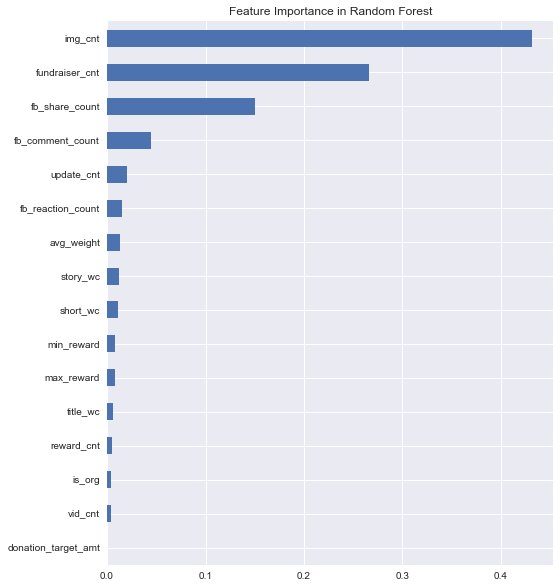 Feature Importance in Random Forest
img_cnt
fundraiser_cnt
fb_share_count
fb_comment_count
update_cnt
fb_reaction_count
avg_weight
story_wc
short_wc
min_reward
max_reward
title_wc
reward_cnt
is_org
vid_cnt
donation_target_amt
0.0 0.1 0.2 0.3 0.4